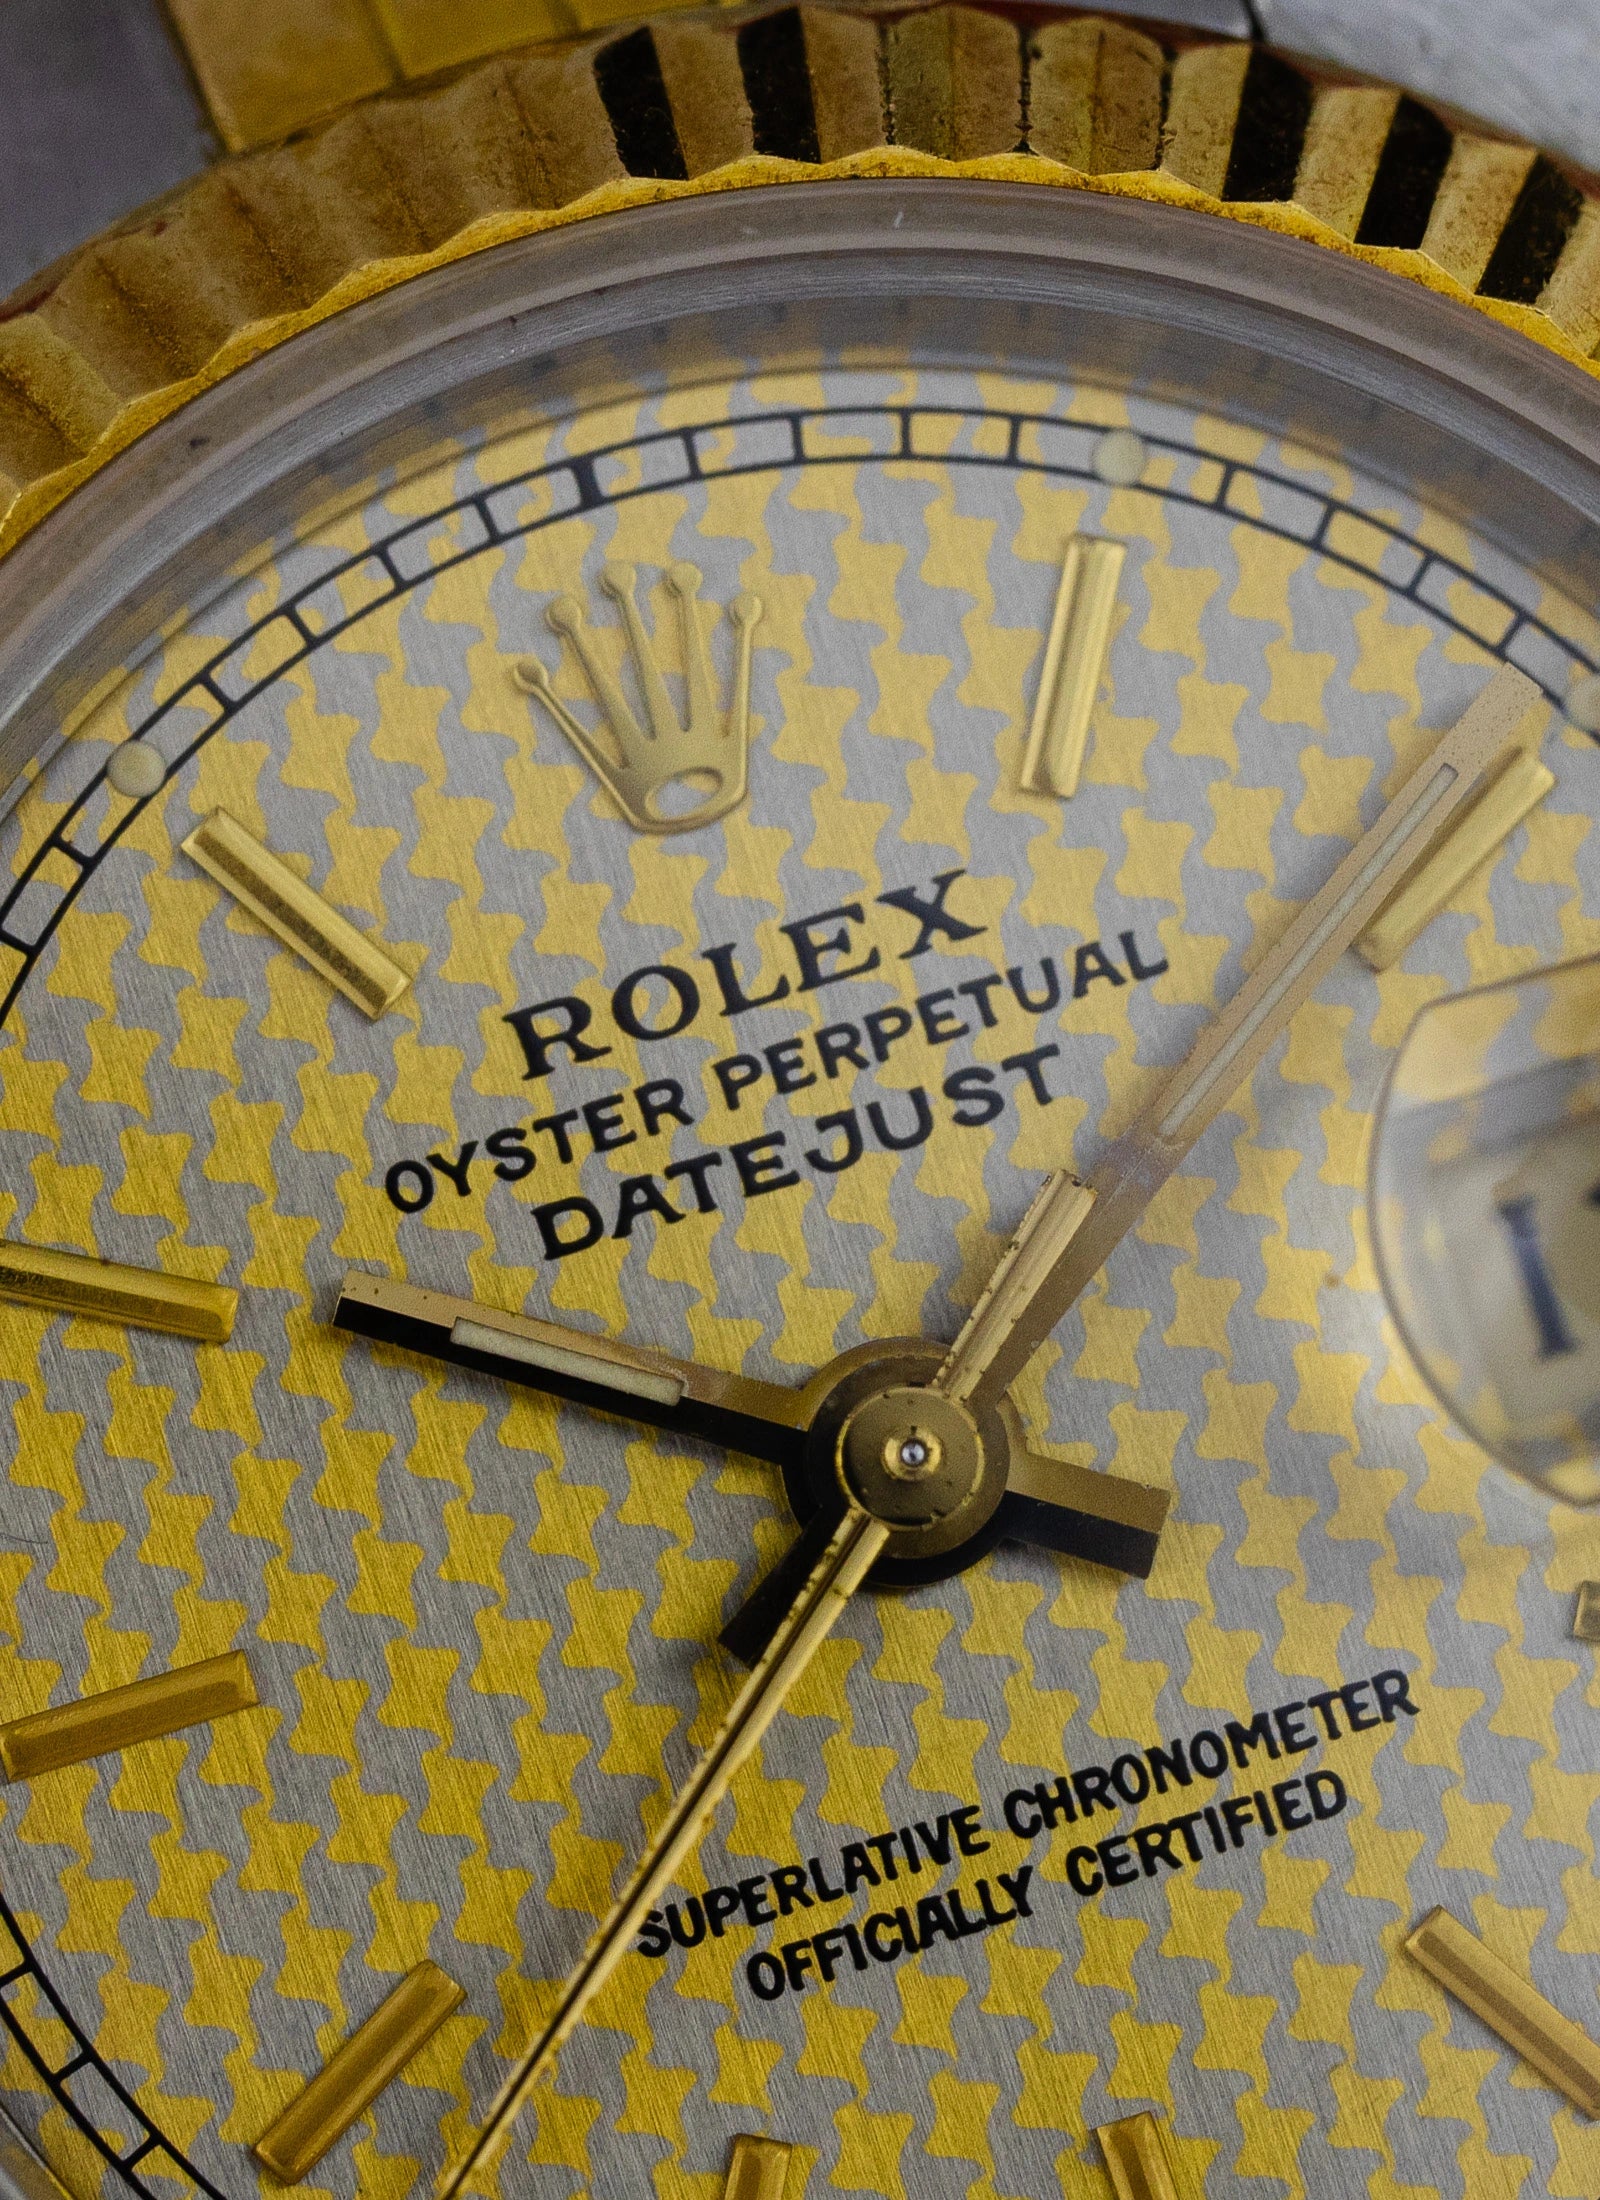 ROLEX
OYSTER PERPETUAL
DATEJUST
SUPERLATIVE CHRONOMETER
OFFICIALLY CERTIFIED